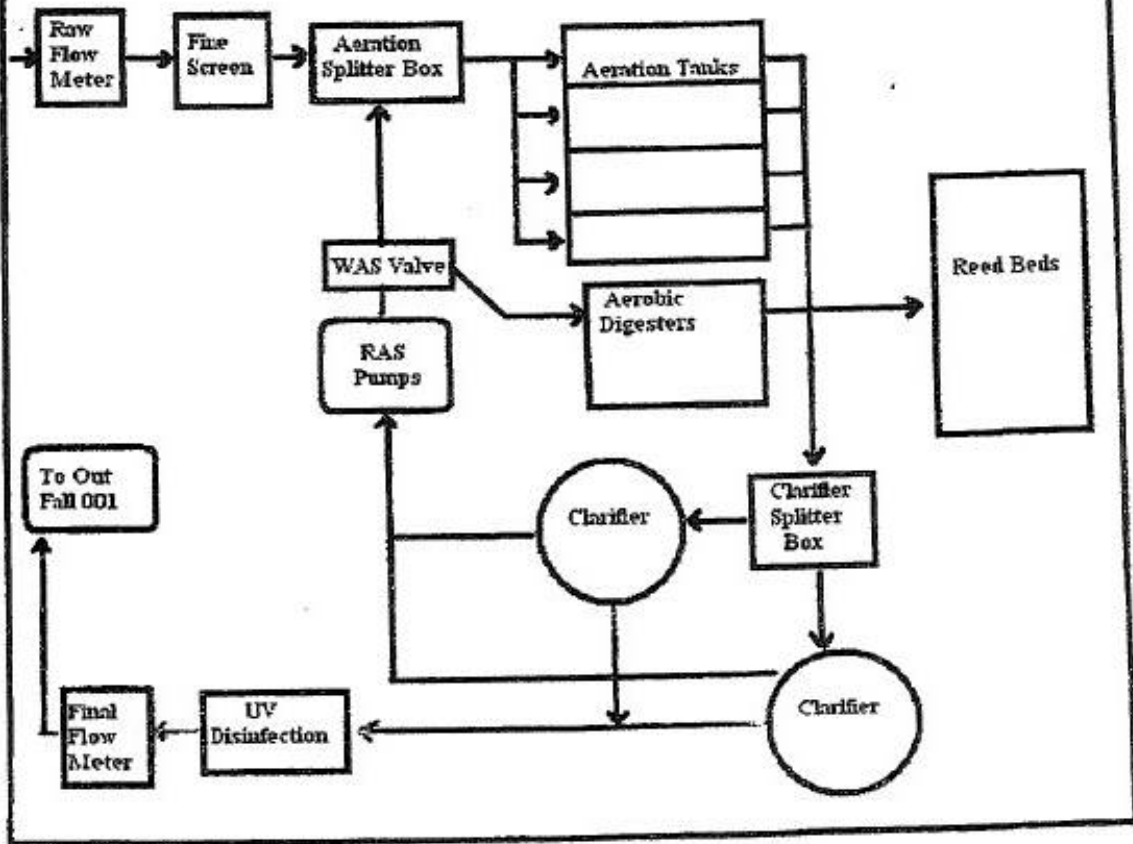 Raw
Flow
Meter
Fine
Screen
Aeration
Splitter Box
Aeration Tanks
WAS Valve
Aerobic
Digesters
Reed Beds
RAS
Pumps
To Out
Fall 001
Clarifier
Clarifier
Splitter
Box
Clarifier
Final
Flow
Meter
UV
Disinfection